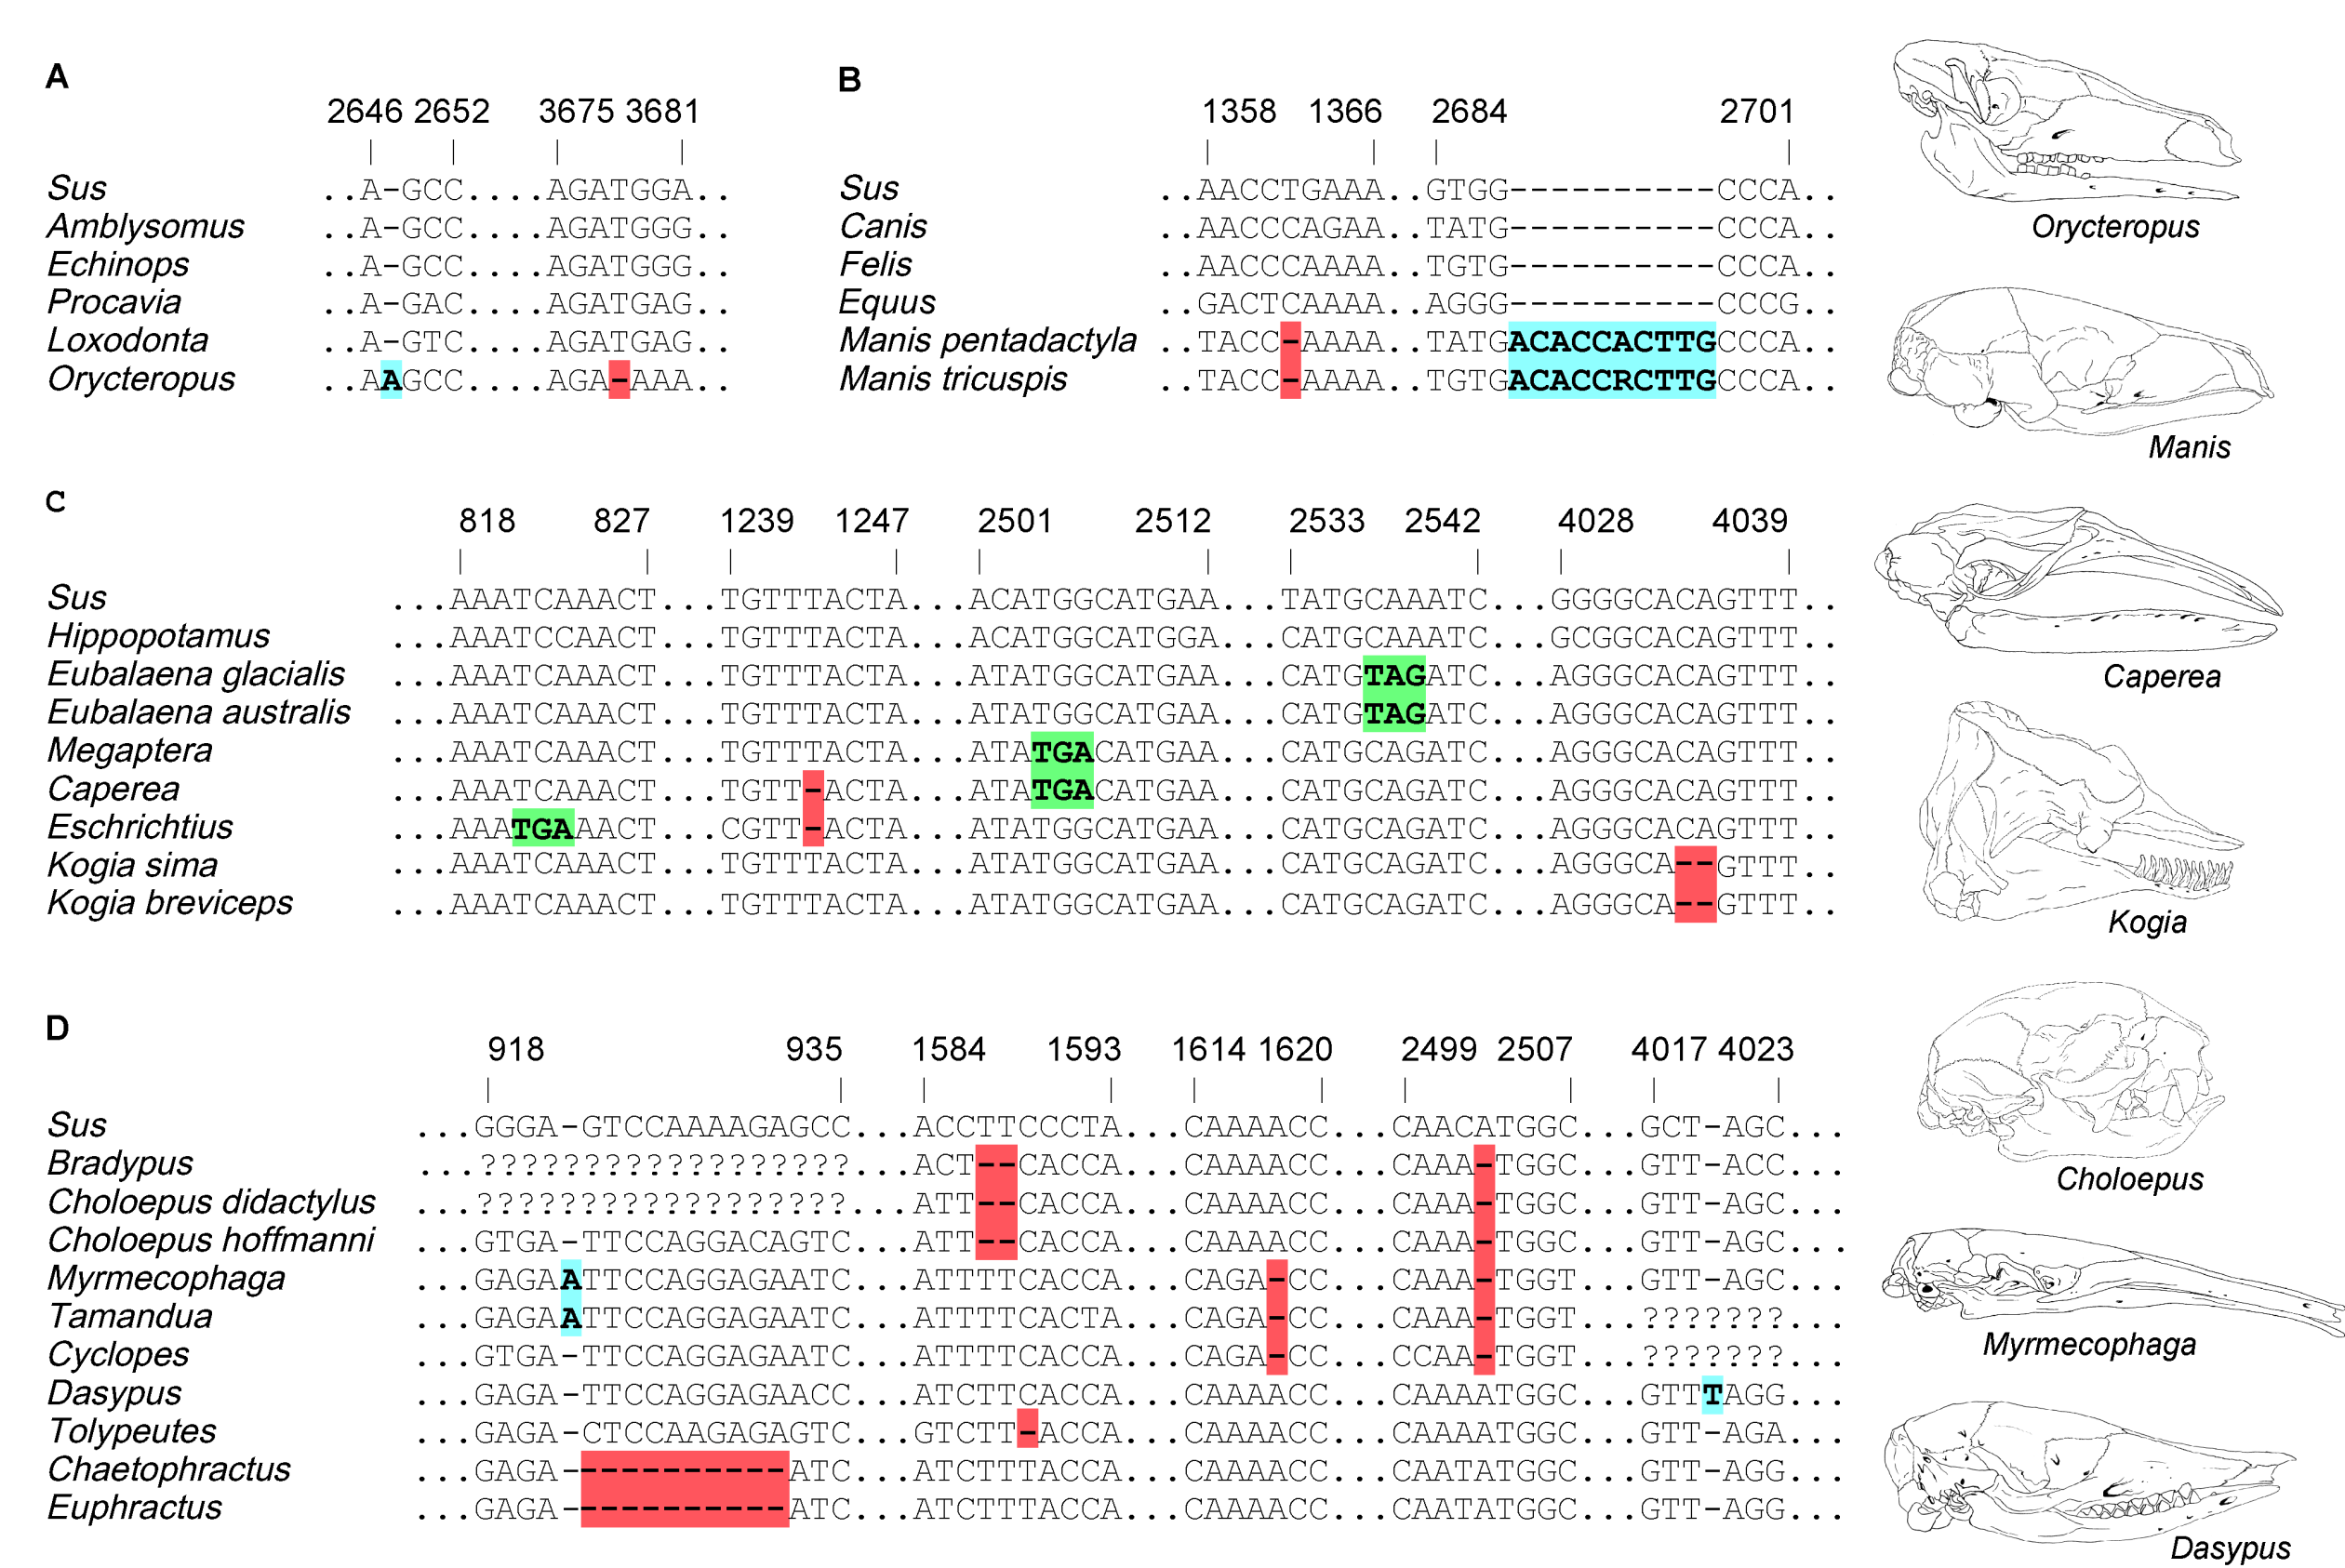 A
2646 2652 3675 3681
Sus ..A-GCC....AGATGGA..
Amblysomus ..A-GCC....AGATGGG..
Echinops ..A-GCC....AGATGGG..
Procavia ..A-GAC....AGATGAG..
Loxodonta ..A-GTC....AGATGAG..
Orycteropus ..AAGCC....AGA-AAA..
B
1358 1366 2684 2701
Sus ..AACCTGAAA..GTGG----------CCCA..
Canis ..AACCCAGAA..TATG----------CCCA..
Felis ..AACCCAAAA..TGTG----------CCCA..
Equus ..GACTCAAAA..AGGG----------CCCG..
Manis pentadactyla ..TACC-AAAA..TATGACACCACTTGCCCA..
Manis tricuspis ..TACC-AAAA..TGTGACACCRCTTGCCCA..
Orycteropus
Manis
C
818 827 1239 1247 2501 2512 2533 2542 4028 4039
Sus ...AAATCAAACT...TGTTTACTA...ACATGGCATGAA...TATGCAAATC...GGGGCACAGTTT..
Hippopotamus ...AAATCCAACT...TGTTTACTA...ACATGGCATGGA...CATGCAAATC...GCGGCACAGTTT..
Eubalaena glacialis ...AAATCAAACT...TGTTTACTA...ATATGGCATGAA...CATGTAGATC...AGGGCACAGTTT..
Eubalaena australis ...AAATCAAACT...TGTTTACTA...ATATGGCATGAA...CATGTAGATC...AGGGCACAGTTT..
Megaptera ...AAATCAAACT...TGTTTACTA...ATATGACATGAA...CATGCAGATC...AGGGCACAGTTT..
Caperea ...AAATCAAACT...TGTT-ACTA...ATATGACATGAA...CATGCAGATC...AGGGCACAGTTT..
Eschrichtius ...AAATGAAACT...CGTT-ACTA...ATATGGCATGAA...CATGCAGATC...AGGGCACAGTTT..
Kogia sima ...AAATCAAACT...TGTTTACTA...ATATGGCATGAA...CATGCAGATC...AGGGCA--GTTT..
Kogia breviceps ...AAATCAAACT...TGTTTACTA...ATATGGCATGAA...CATGCAGATC...AGGGCA--GTTT..
Caperea
Kogia
D
918 935 1584 1593 1614 1620 2499 2507 4017 4023
Sus ...GGGA-GTCCAAAAGAGCC...ACCTTCCCTA...CAAAACC...CAACATGGC...GCT-AGC...
Bradypus ...??????????????????...ACT--CACCA...CAAAACC...CAAA-TGGC...GTT-ACC...
Choloepus didactylus ...??????????????????...ATT--CACCA...CAAAACC...CAAA-TGGC...GTT-AGC...
Choloepus hoffmanni ...GTGA-TTCCAGGACAGTC...ATT--CACCA...CAAAACC...CAAA-TGGC...GTT-AGC...
Myrmecophaga ...GAGAATTCCAGGAGAATC...ATTTTCACCA...CAGA-CC...CAAA-TGGT...GTT-AGC...
Tamandua ...GAGAATTCCAGGAGAATC...ATTTTCACTA...CAGA-CC...CAAA-TGGT...???????...
Cyclopes ...GTGA-TTCCAGGAGAATC...ATTTTCACCA...CAGA-CC...CCAA-TGGT...???????...
Dasypus ...GAGA-TTCCAGGAGAACC...ATCTTCACCA...CAAAACC...CAAAATGGC...GTTTAGG...
Tolypeutes ...GAGA-CTCCAAGAGAGTC...GTCTT-ACCA...CAAAACC...CAAAATGGC...GTT-AGA...
Chaetophractus ...GAGA-----------ATC...ATCTTTACCA...CAAAACC...CAATATGGC...GTT-AGG...
Euphractus ...GAGA-----------ATC...ATCTTTACCA...CAAAACC...CAATATGGC...GTT-AGG...
Choloepus
Myrmecophaga
Dasypus